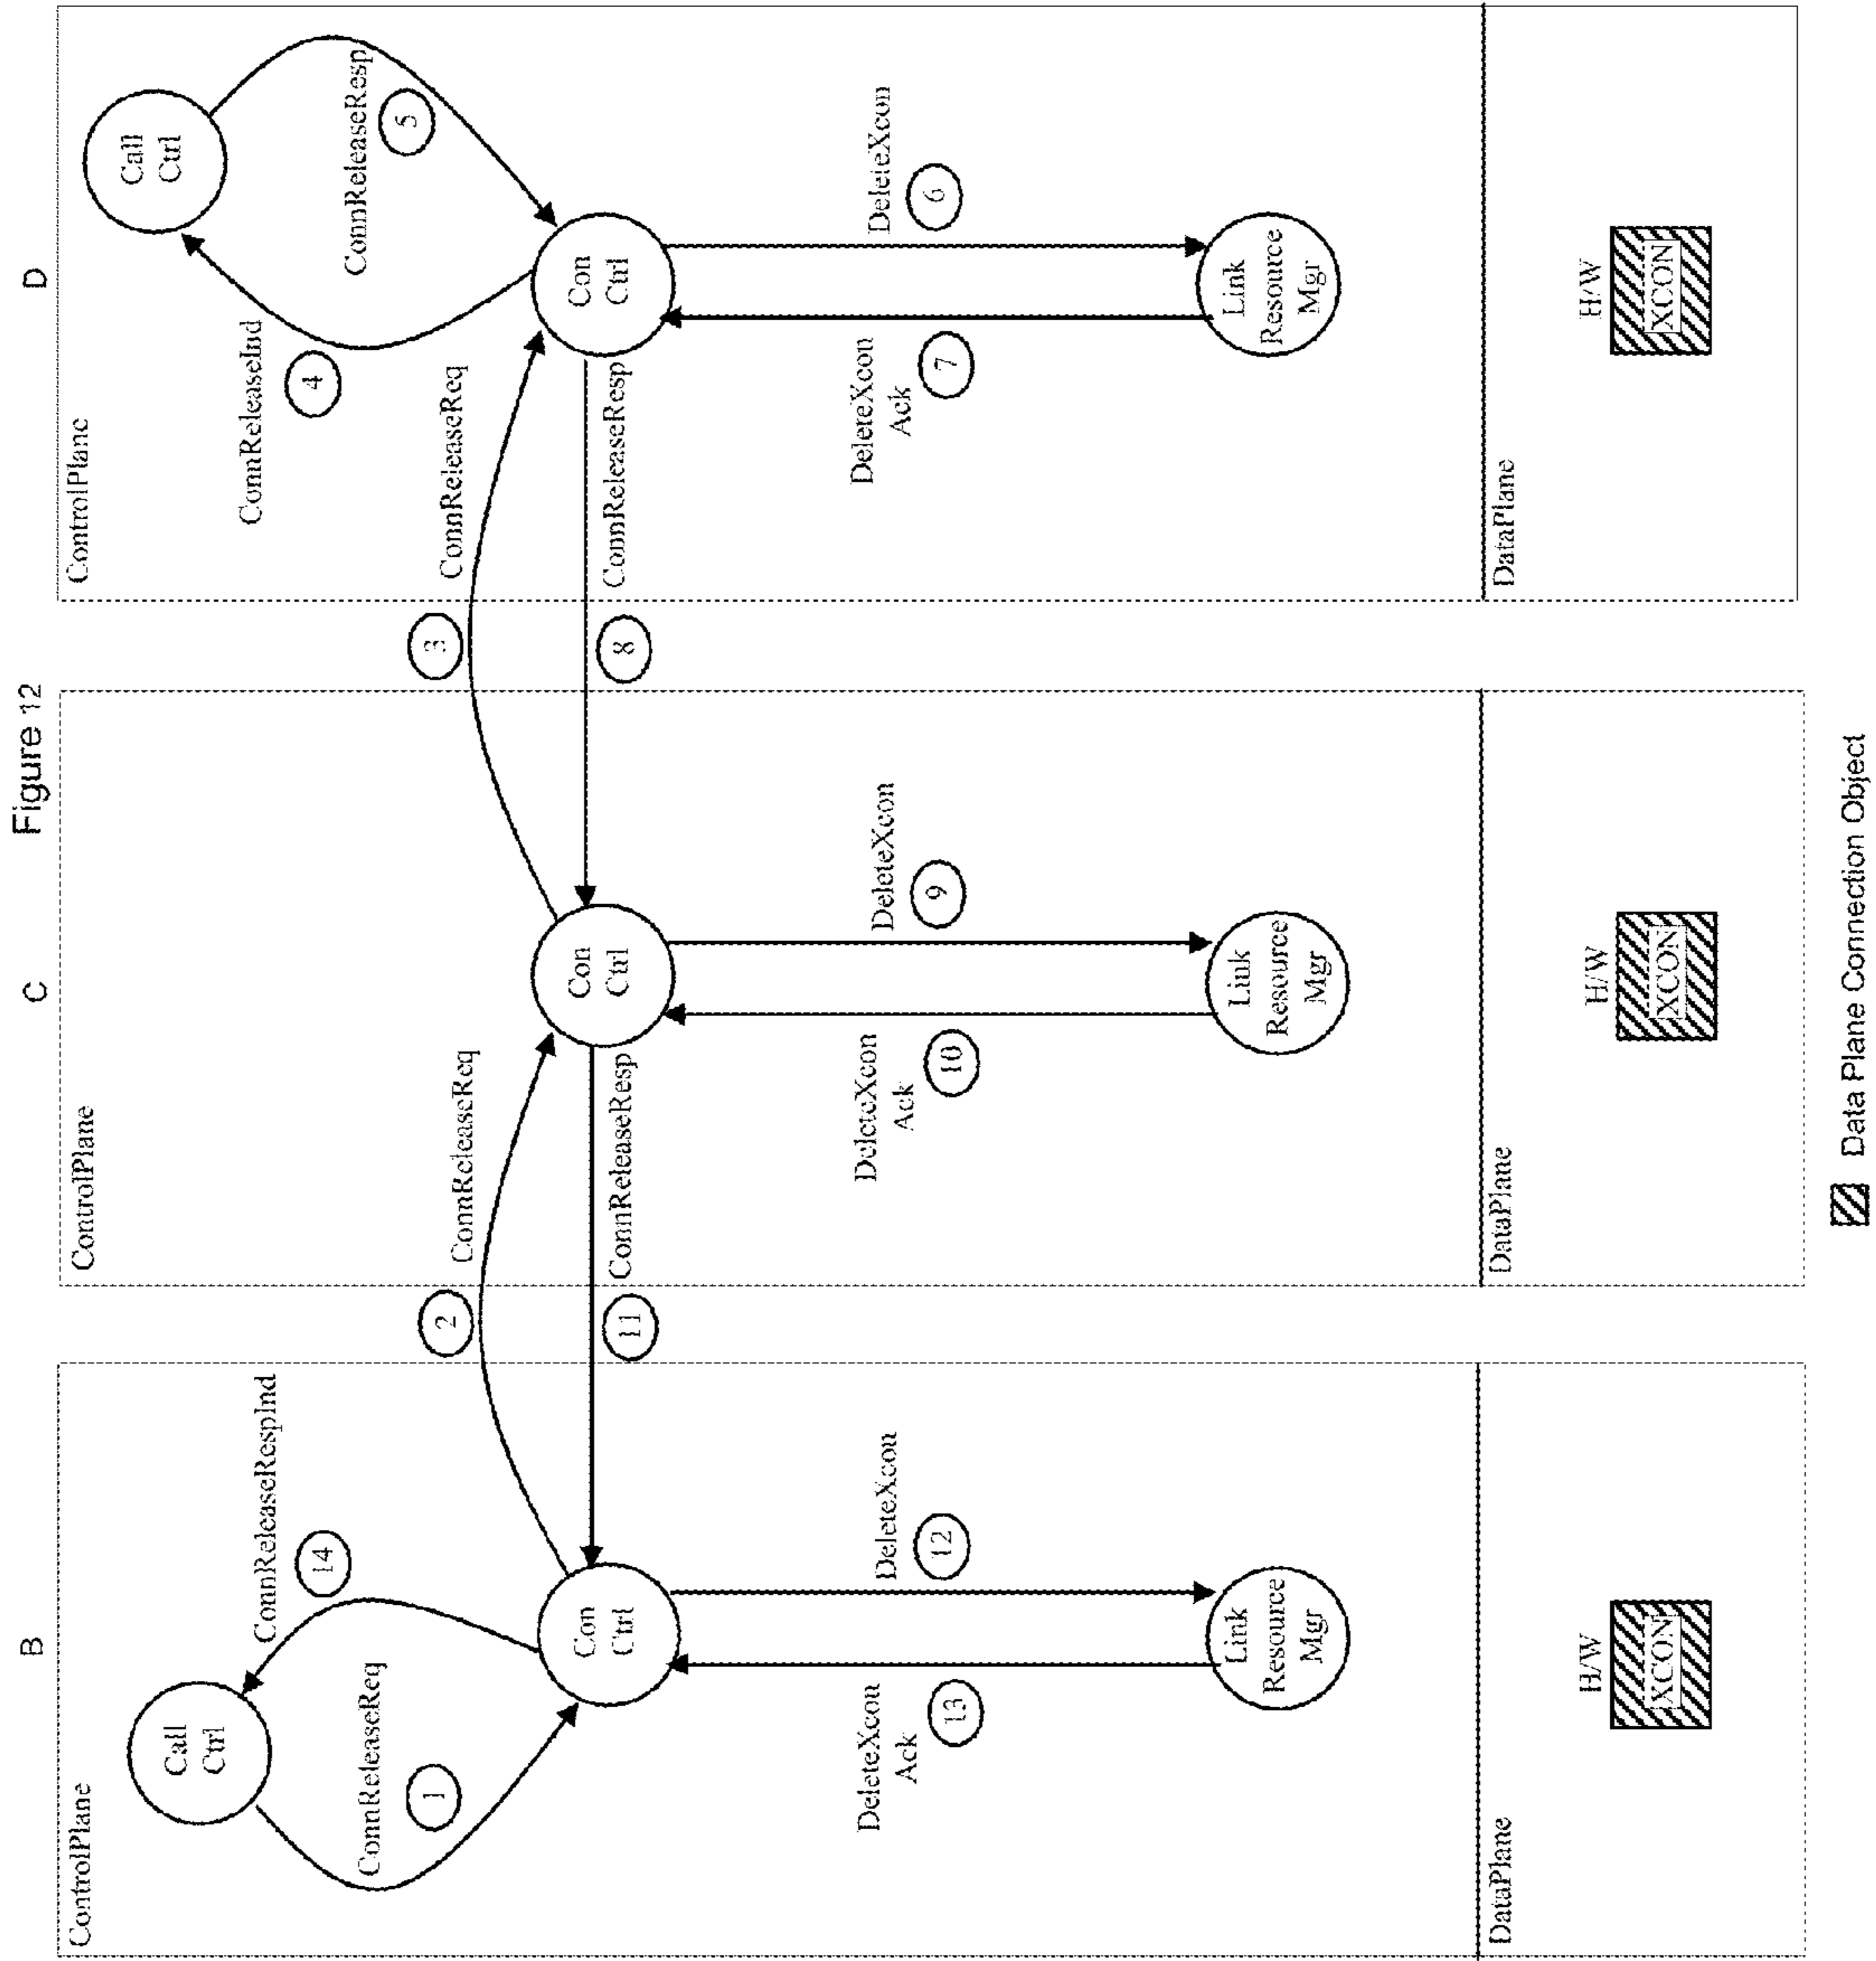 Figure 12
B
ControlPlane
Call
Ctrl
ConnReleaseReq
1
ConnReleaseRespInd
14
Con
Ctrl
DeleteXcon
12
DeleteXcon
Ack
13
Link
Resource
Mgr
DataPlane
H/W
XCON
ConnReleaseReq
2
ConnReleaseResp
11
C
ControlPlane
Con
Ctrl
DeleteXcon
9
DeleteXcon
Ack
10
Link
Resource
Mgr
DataPlane
H/W
XCON
ConnReleaseReq
3
ConnReleaseResp
8
D
ControlPlane
Call
Ctrl
ConnReleaseInd
4
ConnReleaseResp
5
Con
Ctrl
DeleteXcon
6
DeleteXcon
Ack
7
Link
Resource
Mgr
DataPlane
H/W
XCON
Data Plane Connection Object